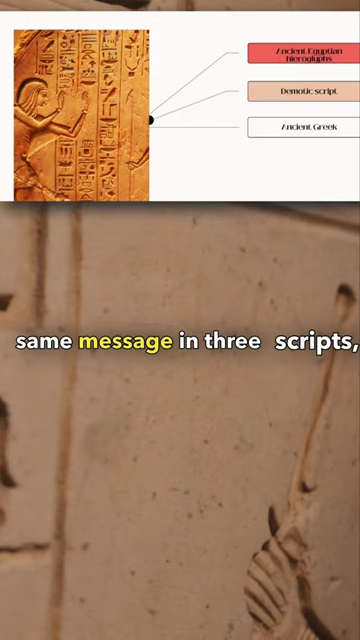 Ancient Egyptian
hieroglyphs
Demotic script
Ancient Greek
same message in three scripts,